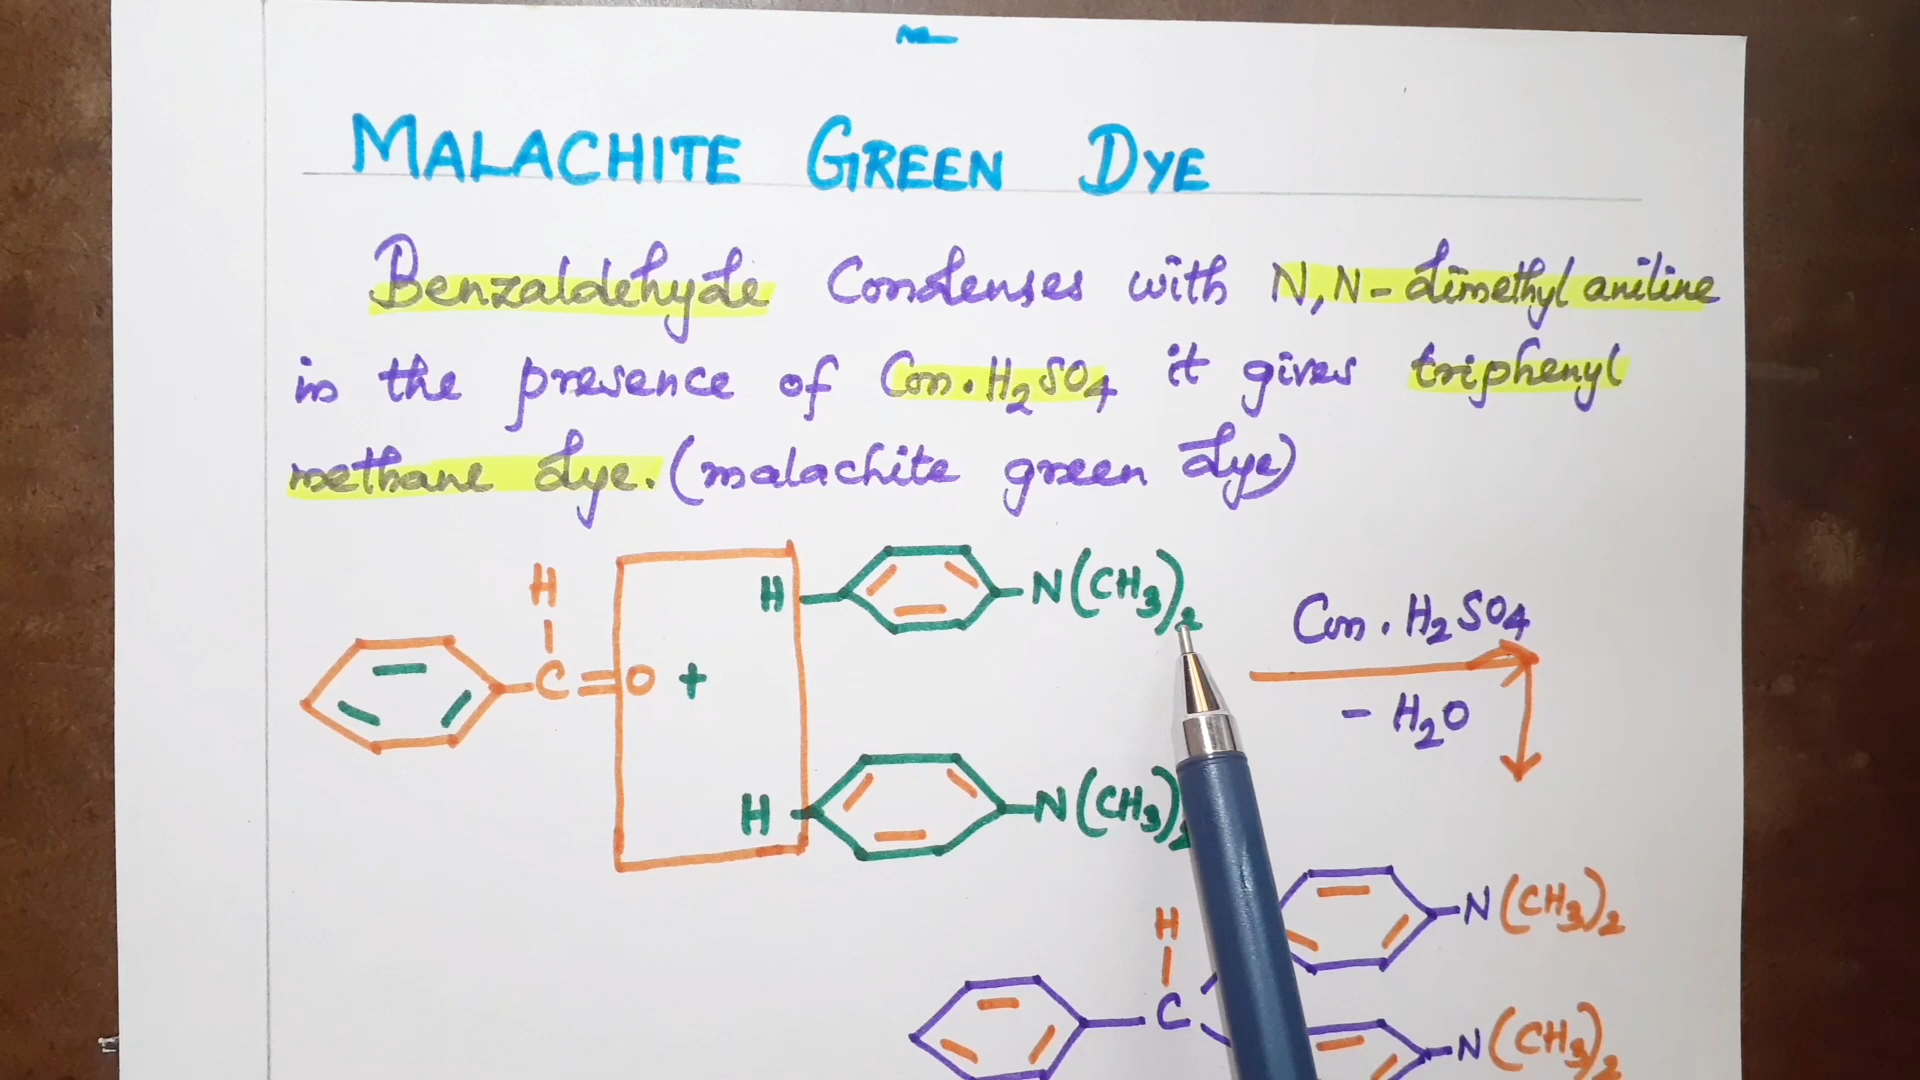 MALACHITE GREEN DYE
Benzaldehyde Condenses with N,N-dimethyl aniline
in the presence of Con. H2SO4 it gives triphenyl
methane dye. (malachite green dye)
H
H N(CH3)2
Con. H2SO4
C=O +
- H2O
H N(CH3)
N(CH3)2
H
C
N(CH3)2